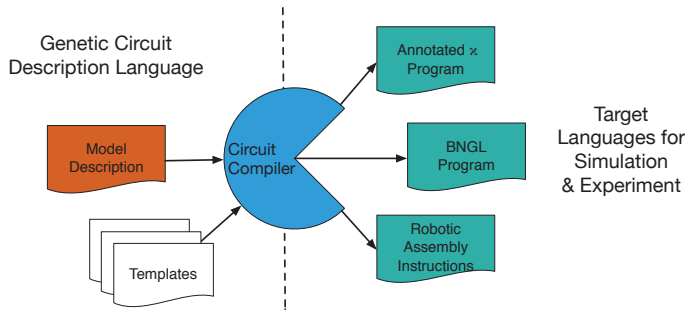 Genetic Circuit
Description Language
Model
Description
Templates
Circuit
Compiler
Annotated ϰ
Program
BNGL
Program
Robotic
Assembly
Instructions
Target
Languages for
Simulation
& Experiment